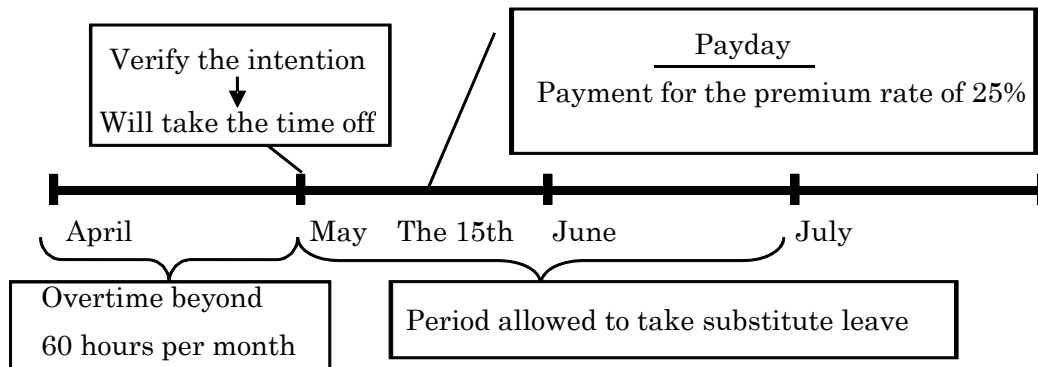 Verify the intention
Will take the time off
Payday
Payment for the premium rate of 25%
April
May
The 15th
June
July
Overtime beyond
60 hours per month
Period allowed to take substitute leave